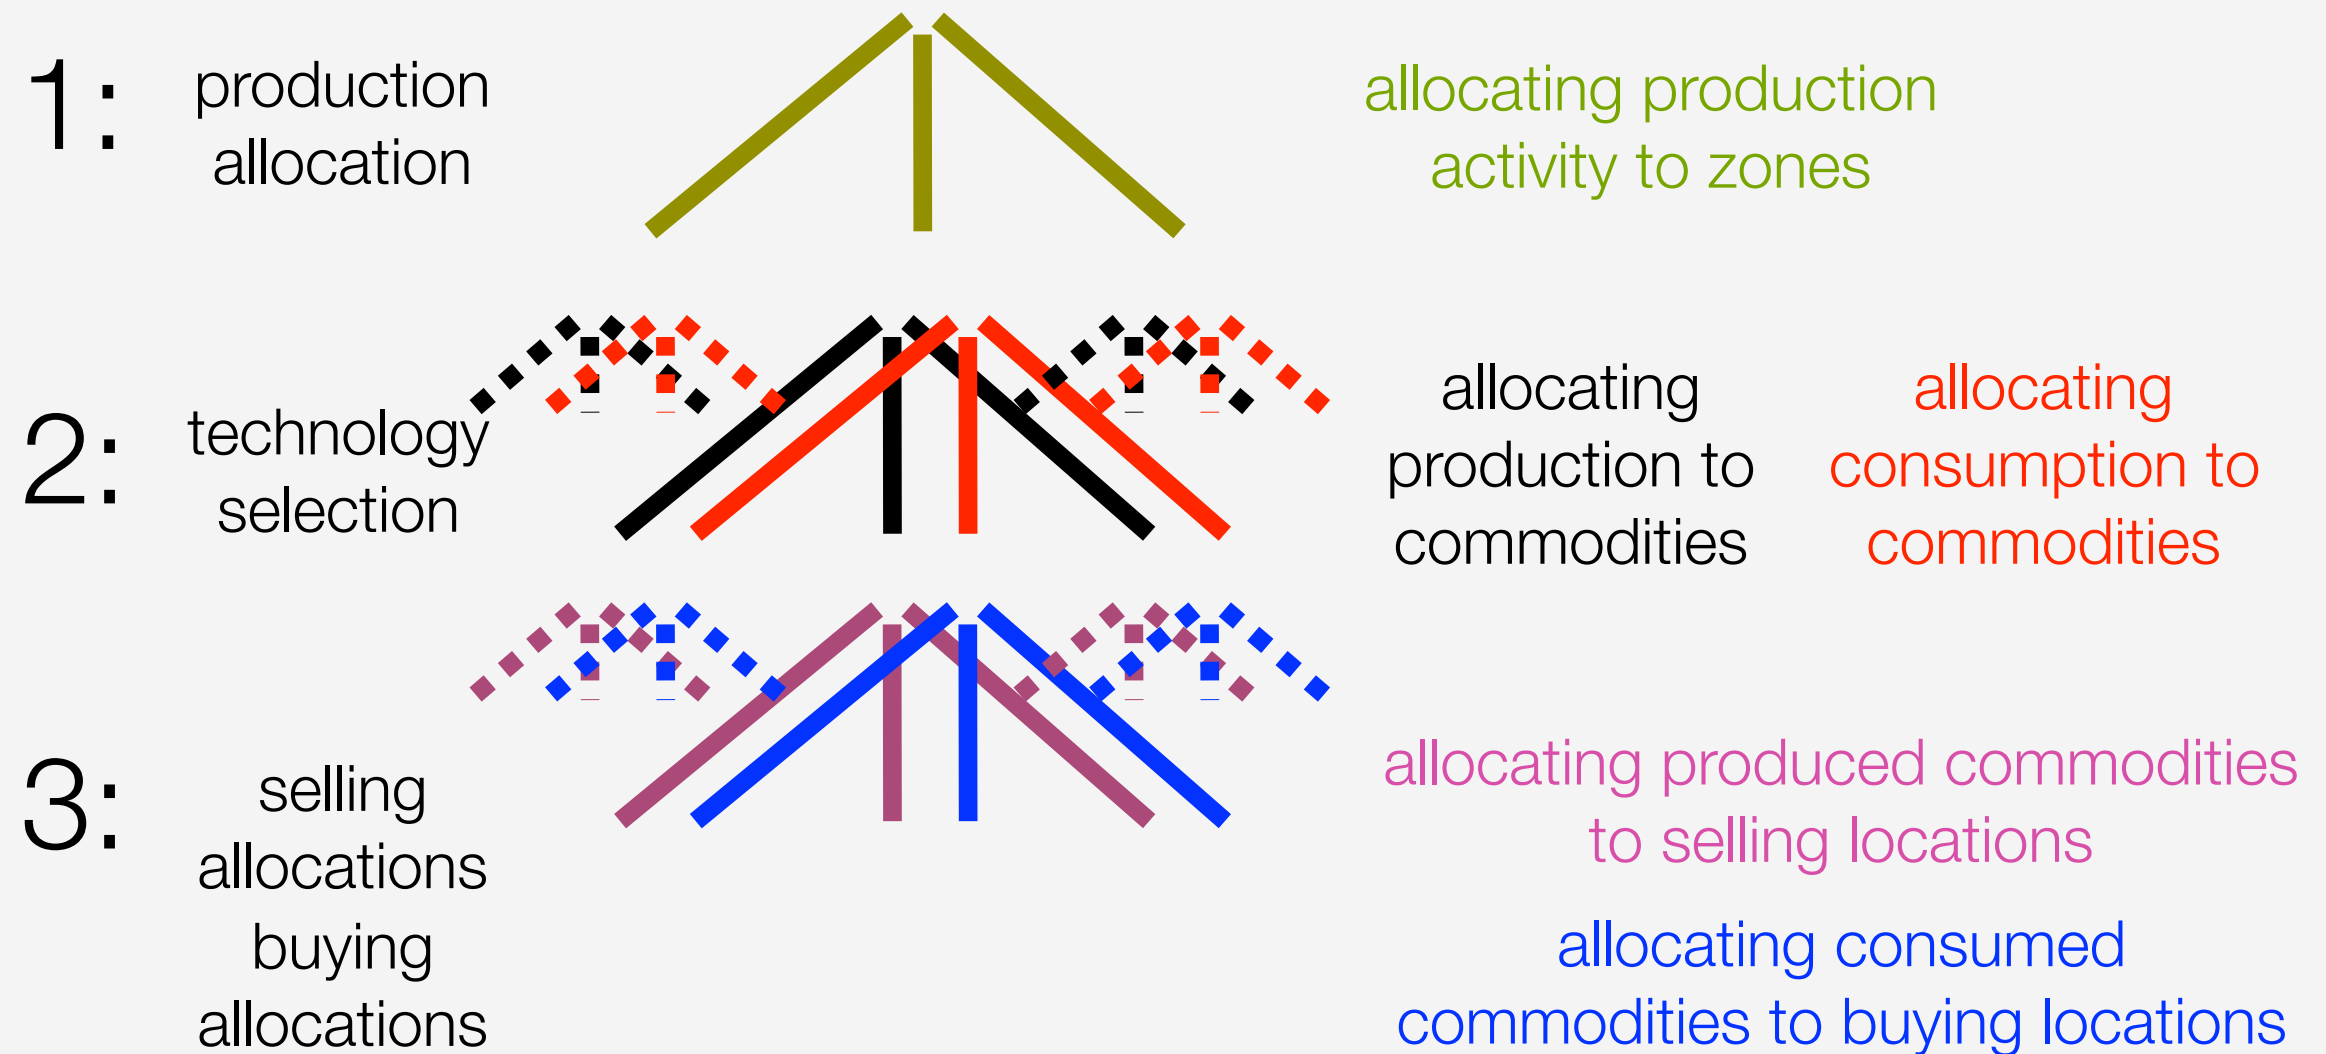 1:
production
allocation
allocating production
activity to zones
2:
technology
selection
allocating
production to
commodities
allocating
consumption to
commodities
3:
selling
allocations
buying
allocations
allocating produced commodities
to selling locations
allocating consumed
commodities to buying locations